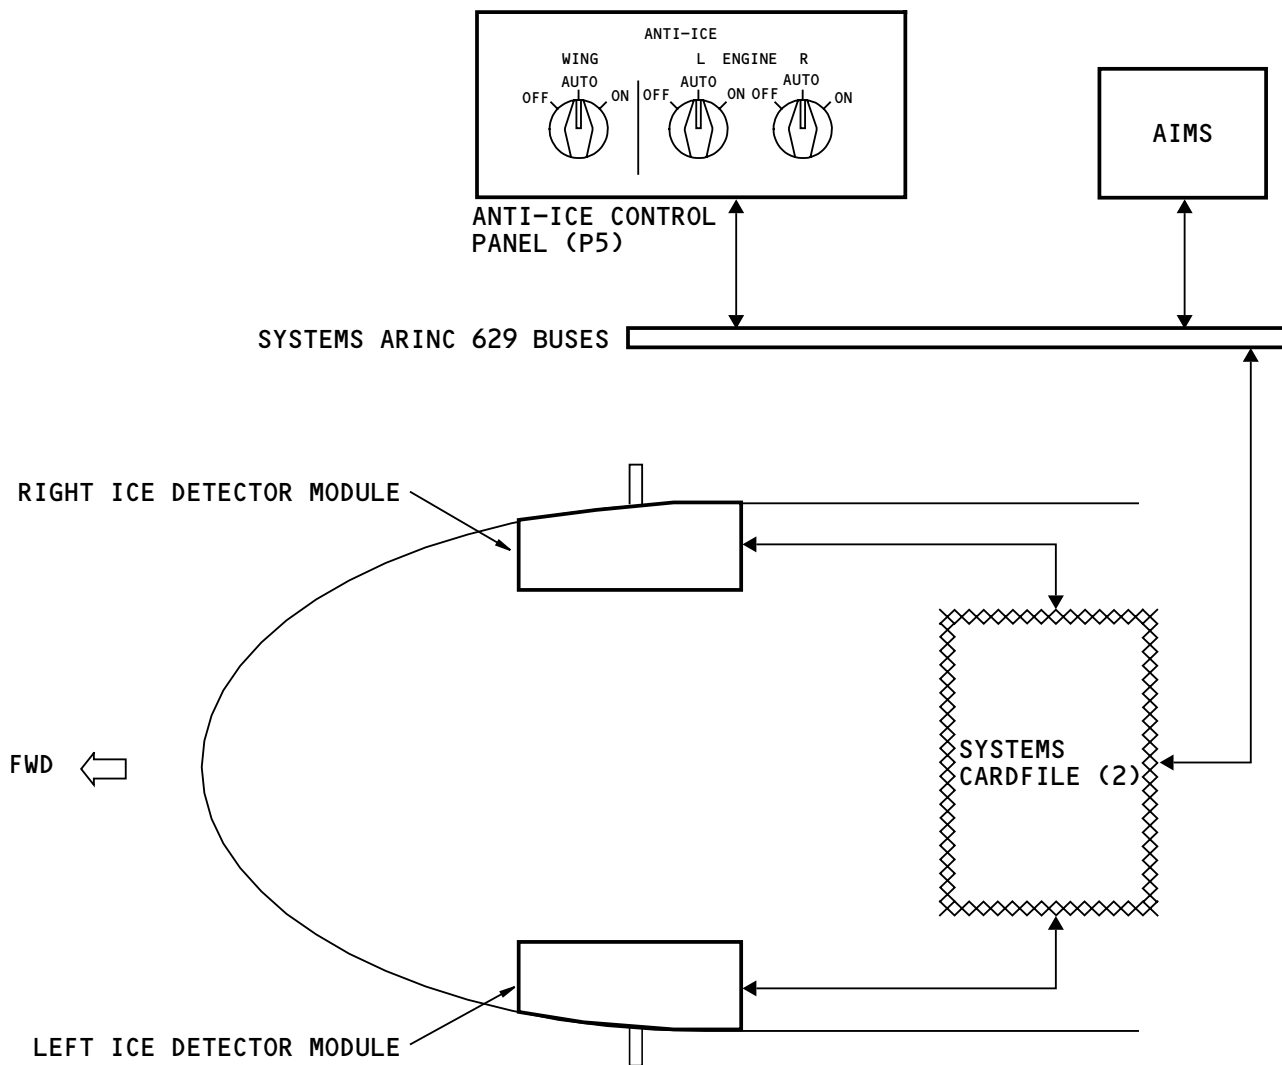 ANTI-ICE
WING L ENGINE R
AUTO AUTO AUTO
OFF ON OFF ON OFF ON
AIMS
ANTI-ICE CONTROL
PANEL (P5)
SYSTEMS ARINC 629 BUSES
RIGHT ICE DETECTOR MODULE
FWD
SYSTEMS
CARDFILE (2)
LEFT ICE DETECTOR MODULE